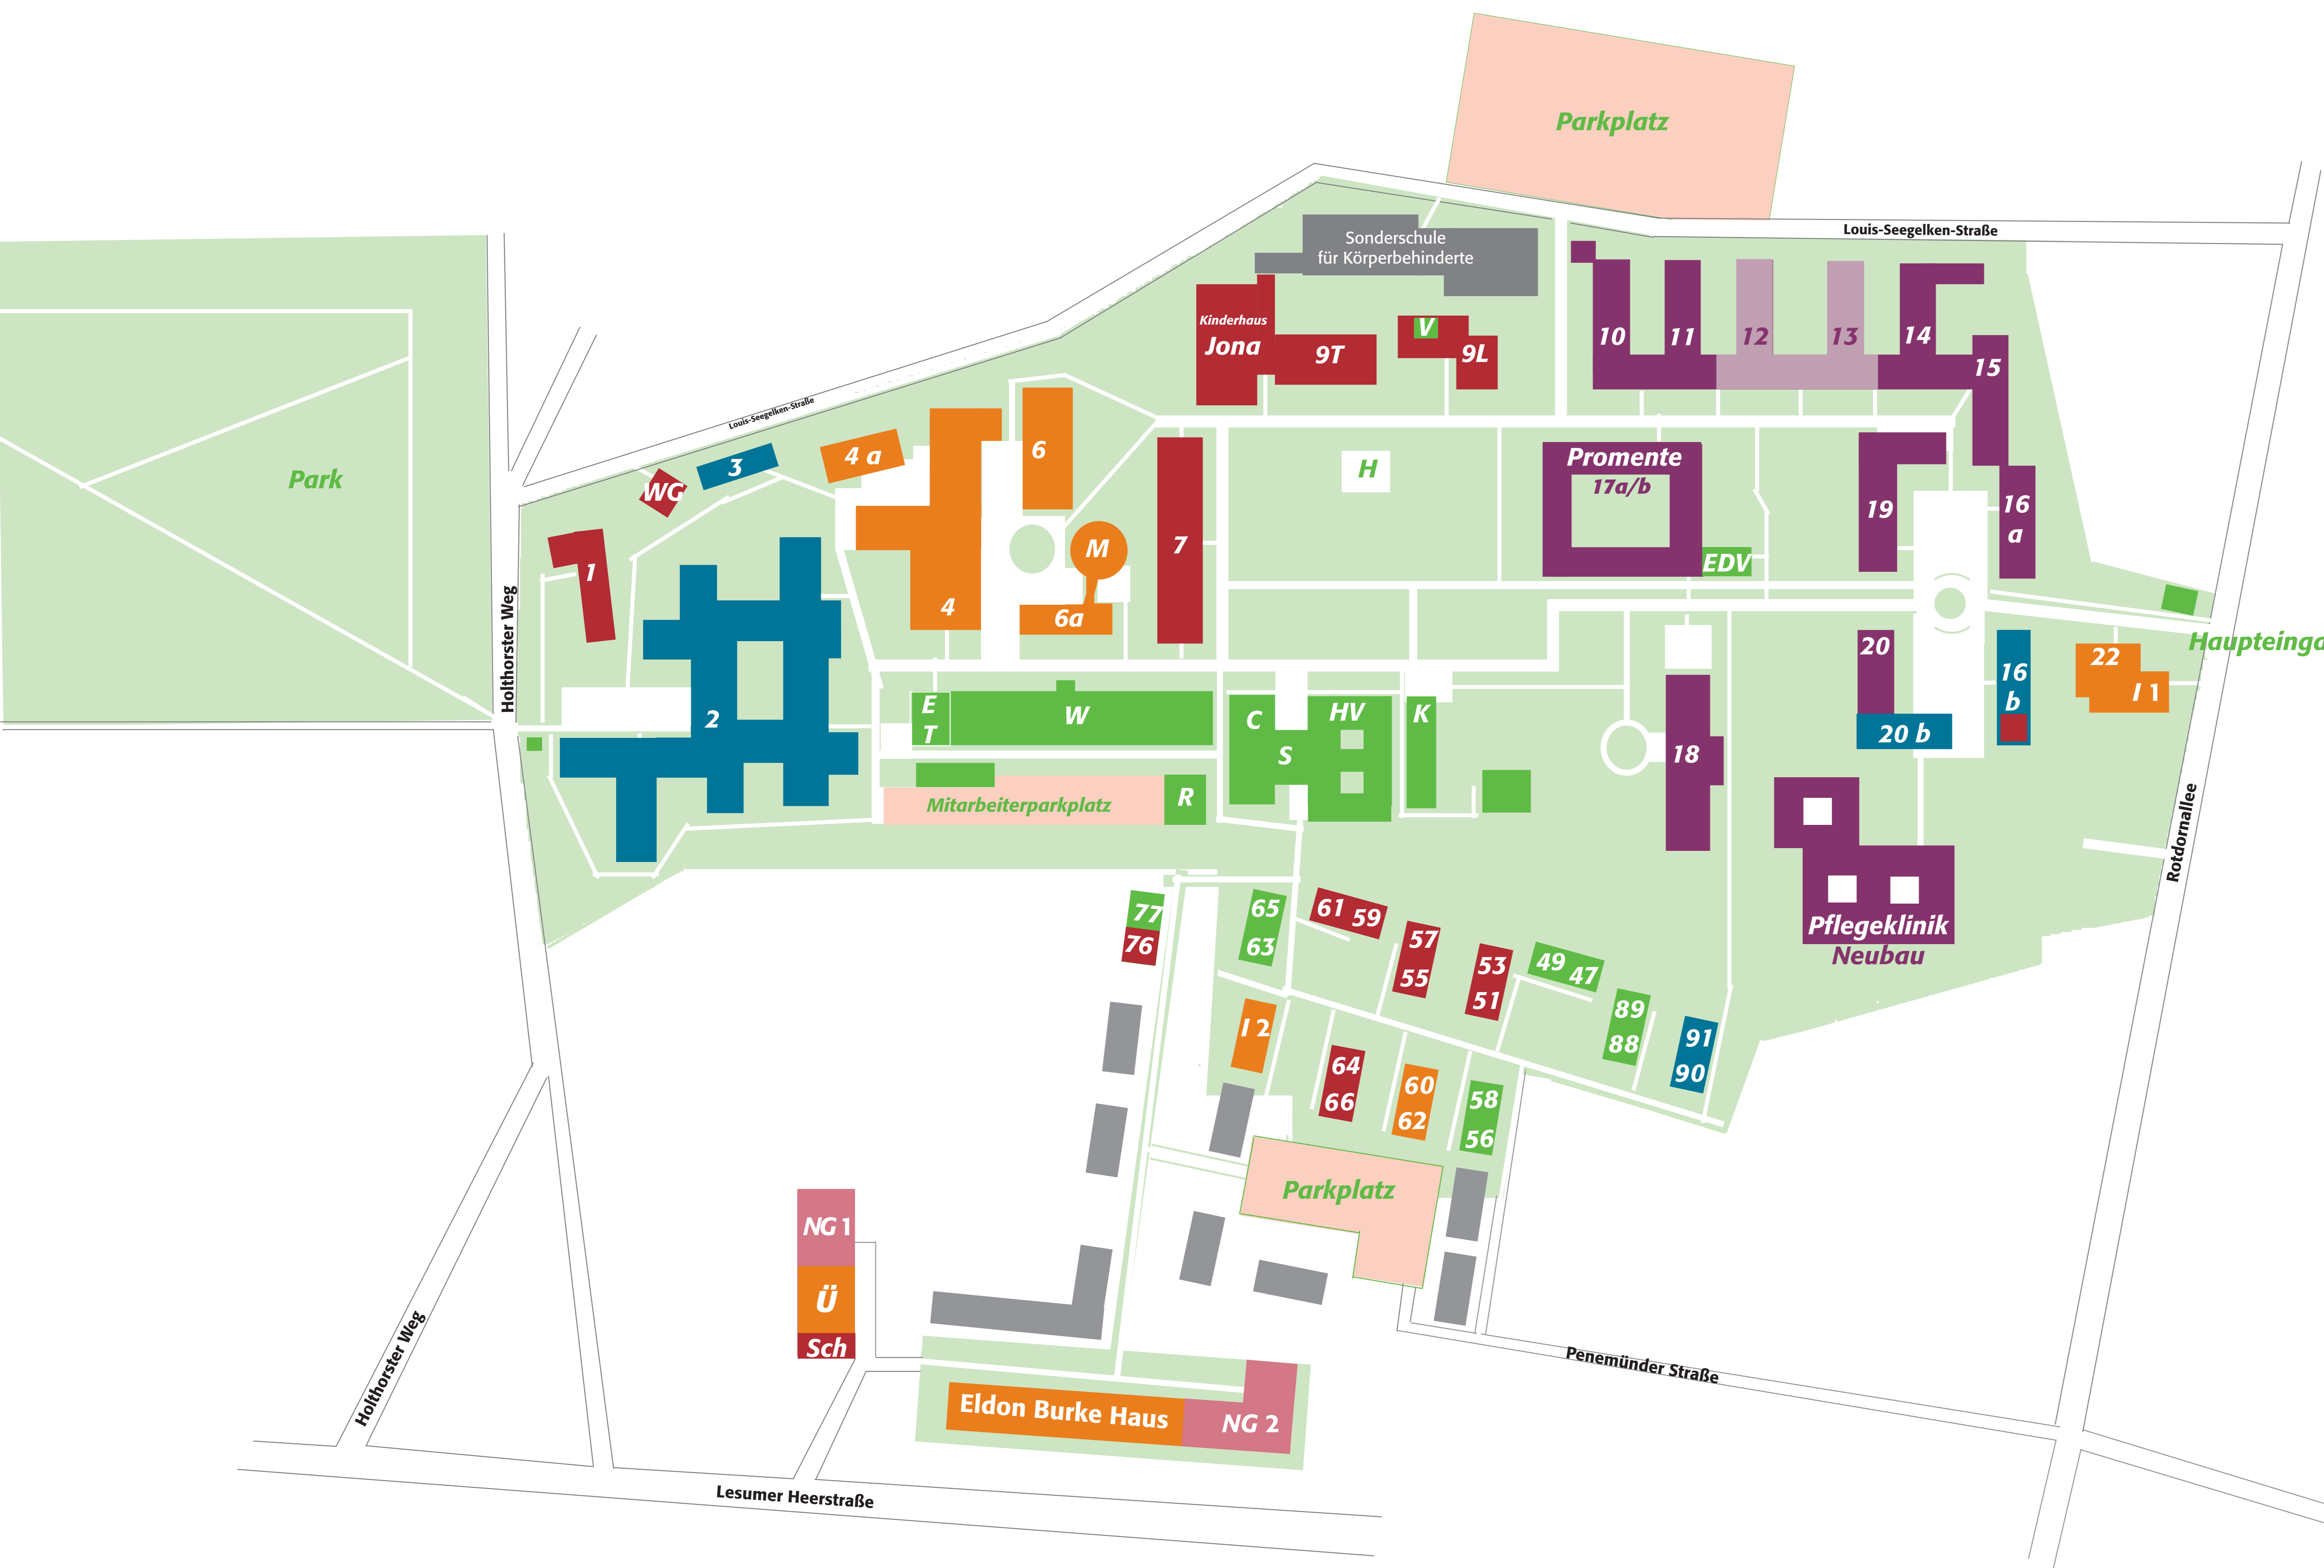 Parkplatz
Louis-Seegelken-Straße
Sonderschule
für Körperbehinderte
Kinderhaus
Jona
9T
V
9L
10
11
12
13
14
15
Louis-Seegelken-Straße
Park
WG
3
4 a
6
H
Promente
17a/b
EDV
19
16
a
1
M
7
4
6a
Holthorster Weg
2
E
T
W
C
S
HV
K
18
20
20 b
16
b
22
I 1
Haupteinga
Mitarbeiterparkplatz
R
Rotdornallee
Pflegeklinik
Neubau
77
76
65
63
61 59
57
55
53
51
49 47
89
88
91
90
I 2
64
66
60
62
58
56
Parkplatz
NG 1
Ü
Sch
Eldon Burke Haus
NG 2
Penemünder Straße
Holthorster Weg
Lesumer Heerstraße